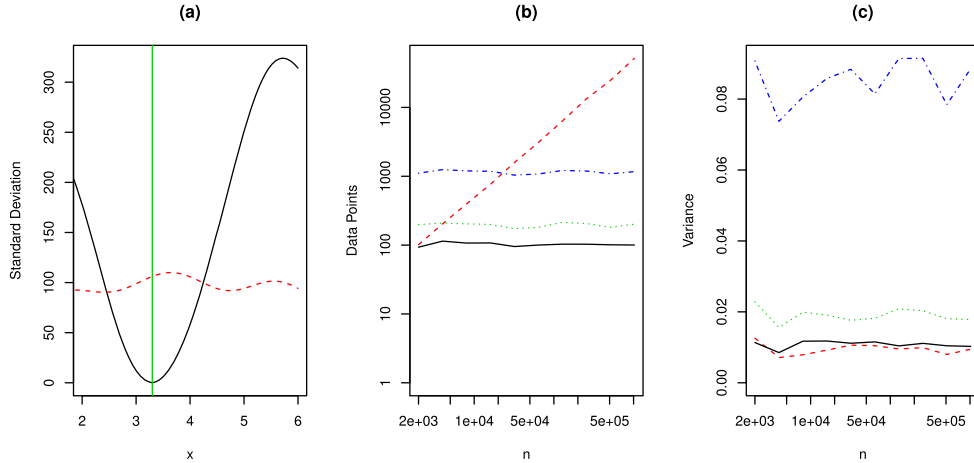 (a)
Standard Deviation
300
250
200
150
100
50
0
2 3 4 5 6
x
(b)
Data Points
10000
1000
100
10
1
2e+03 1e+04 5e+04 5e+05
n
(c)
Variance
0.08
0.06
0.04
0.02
0.00
2e+03 1e+04 5e+04 5e+05
n